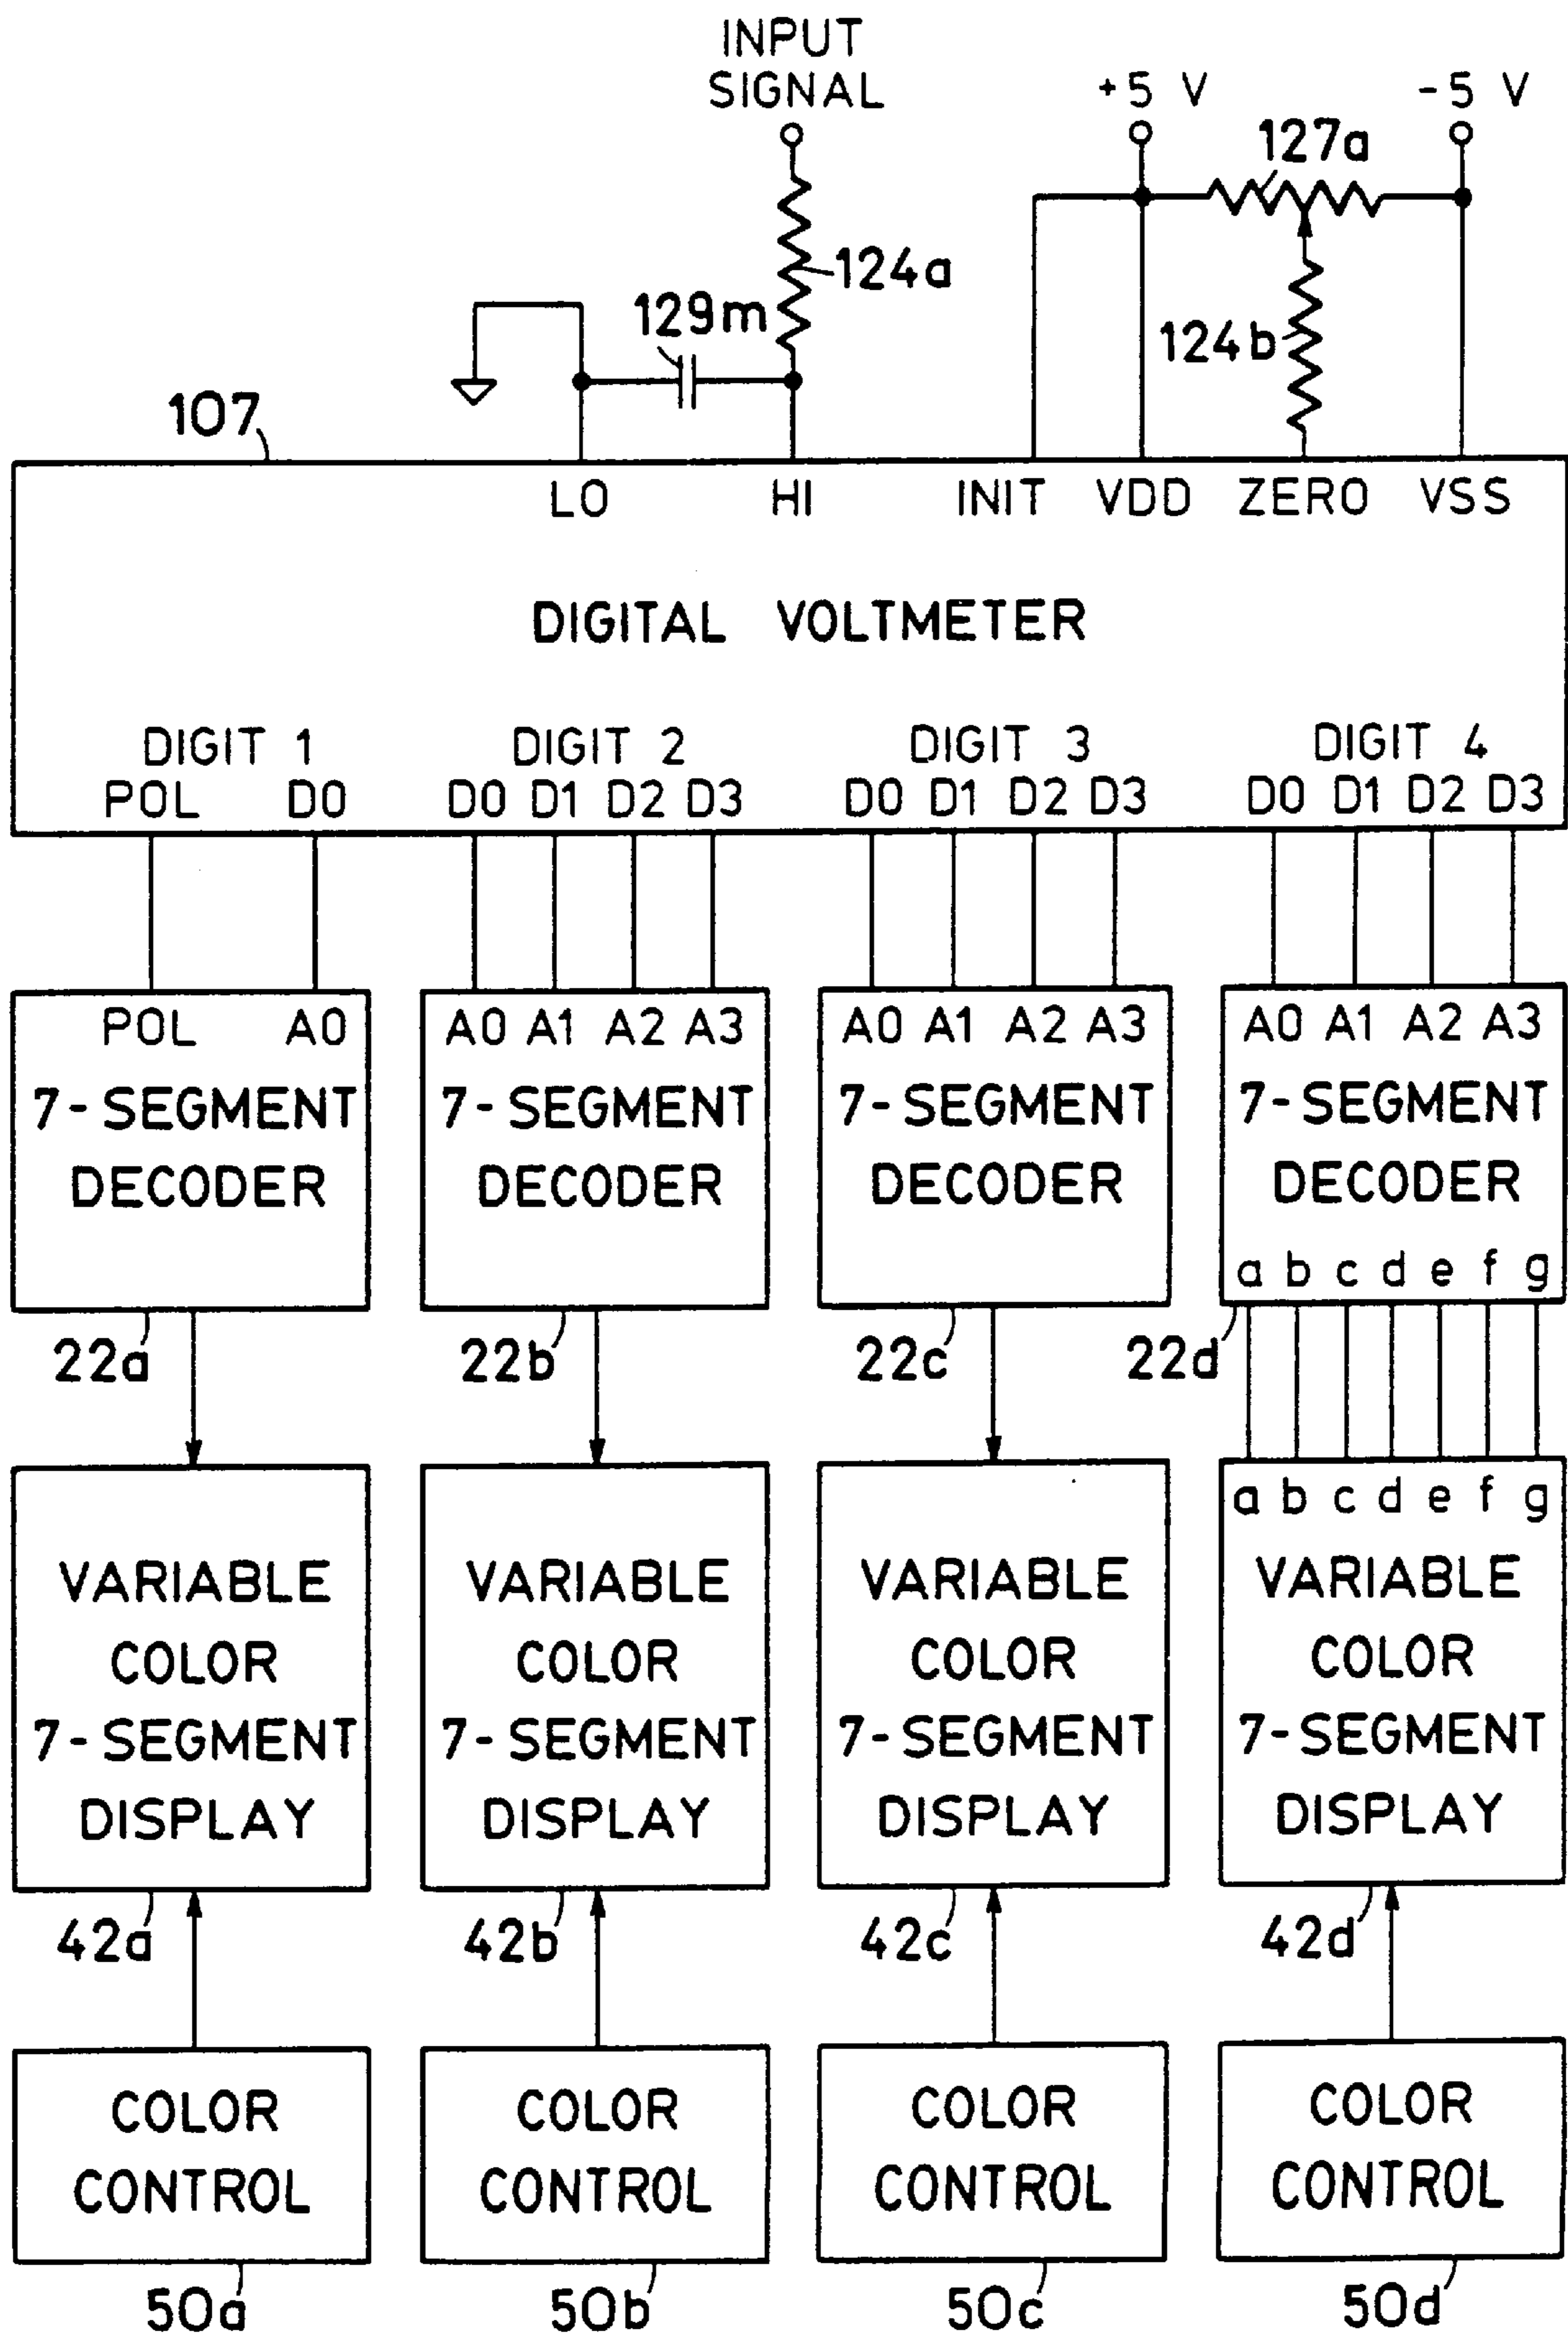 INPUT
SIGNAL
+5 V
-5 V
127a
124a
129m
124b
107
LO HI INIT VDD ZERO VSS
DIGITAL VOLTMETER
DIGIT 1 DIGIT 2 DIGIT 3 DIGIT 4
POL D0 D0 D1 D2 D3 D0 D1 D2 D3 D0 D1 D2 D3
POL A0 A0 A1 A2 A3 A0 A1 A2 A3 A0 A1 A2 A3
7-SEGMENT 7-SEGMENT 7-SEGMENT 7-SEGMENT
DECODER DECODER DECODER DECODER
a b c d e f g
22a 22b 22c 22d
a b c d e f g
VARIABLE VARIABLE VARIABLE VARIABLE
COLOR COLOR COLOR COLOR
7-SEGMENT 7-SEGMENT 7-SEGMENT 7-SEGMENT
DISPLAY DISPLAY DISPLAY DISPLAY
42a 42b 42c 42d
COLOR COLOR COLOR COLOR
CONTROL CONTROL CONTROL CONTROL
50a 50b 50c 50d